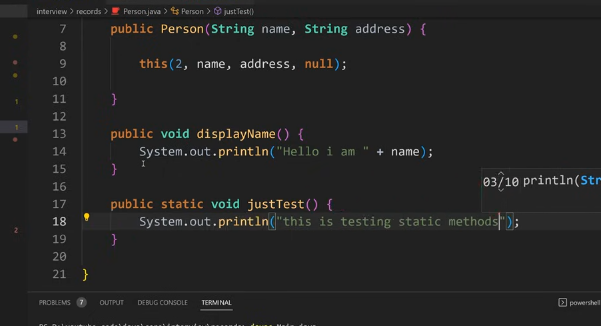 interview > records > Person.java > Person > justTest()
7 public Person(String name, String address) {
8
9 this(2, name, address, null);
10
11 }
12
13 public void displayName() {
14 System.out.println("Hello i am " + name);
15 }
16
17 public static void justTest() {
03/10 println(Str
18 System.out.println("this is testing static methods");
19 }
20
21 }
1
1
2
PROBLEMS 7 OUTPUT DEBUG CONSOLE TERMINAL powershell